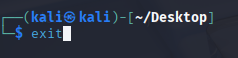 ┌──(kali㉿kali)-[~/Desktop]
└─$ exit